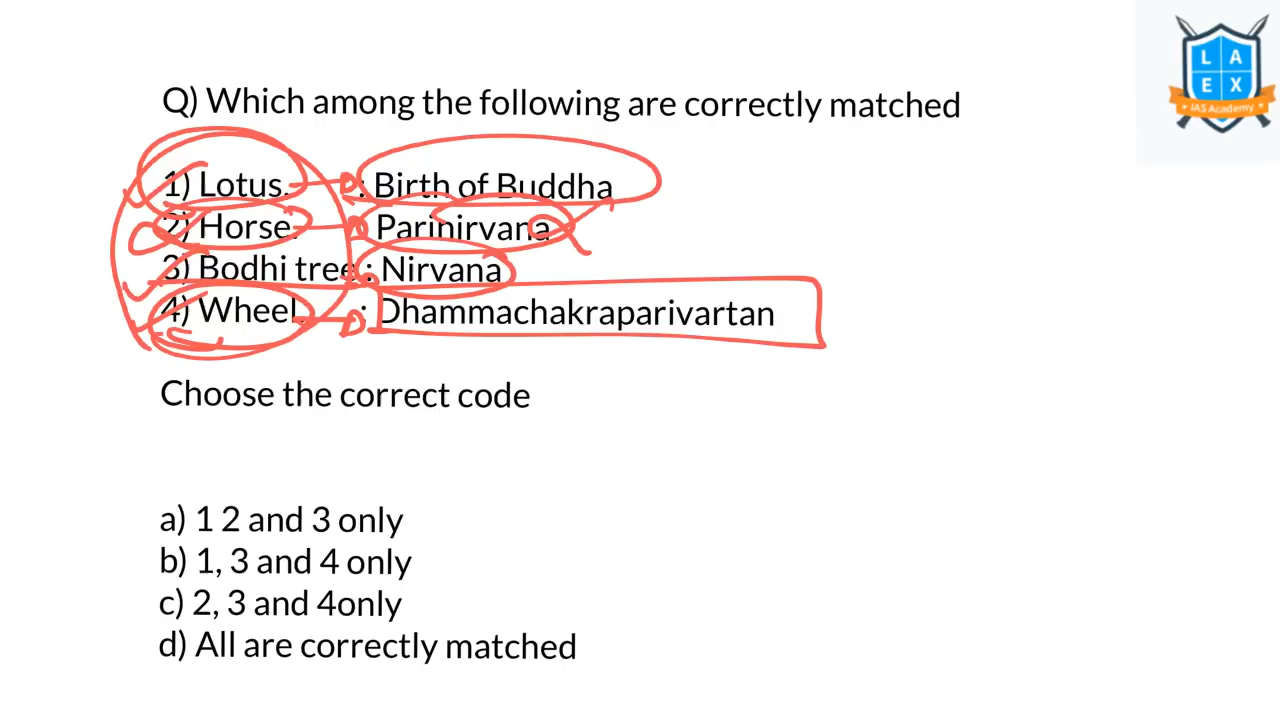 L A
E X
IAS Academy
Q) Which among the following are correctly matched
1) Lotus. : Birth of Buddha
2) Horse. : Parinirvana
3) Bodhi tree : Nirvana
4) Wheel. : Dhammachakraparivartan
Choose the correct code
a) 1 2 and 3 only
b) 1, 3 and 4 only
c) 2, 3 and 4only
d) All are correctly matched